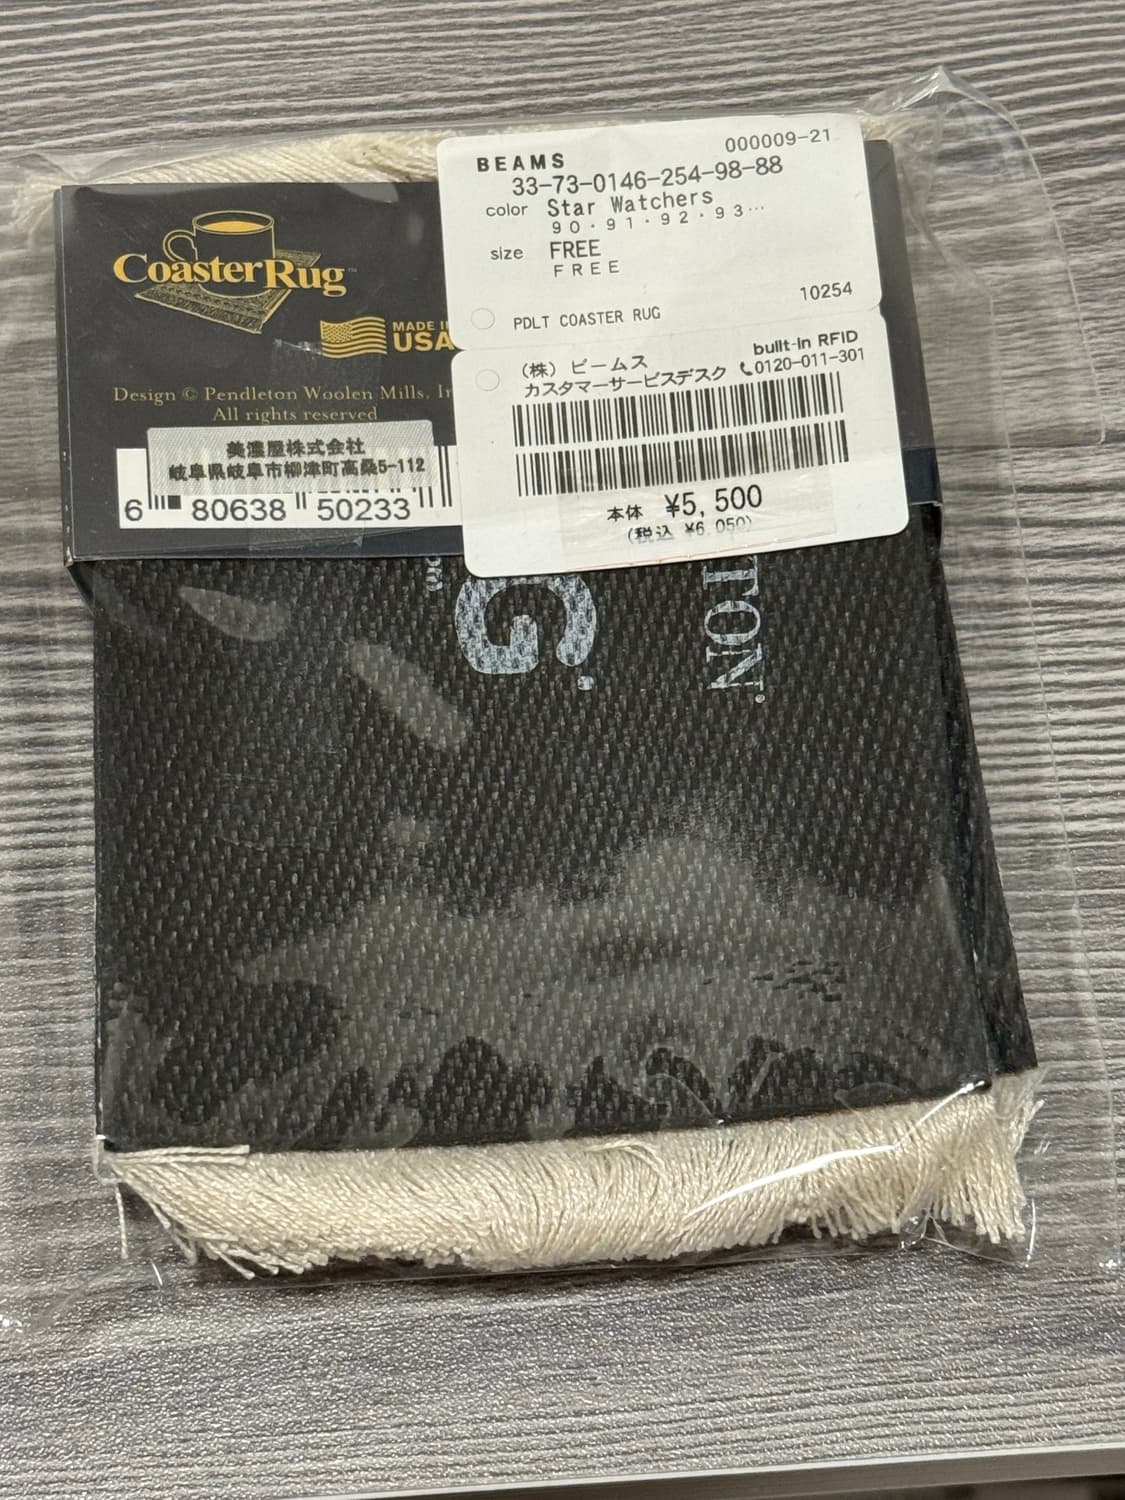 CoasterRug™
MADE I
USA
Design © Pendleton Woolen Mills, I
All rights reserved
美濃屋株式会社
岐阜県岐阜市柳津町高桑5-112
6 80638 50233
BEAMS
000009-21
33-73-0146-254-98-88
color Star Watchers
90・91・92・93…
size FREE
FREE
10254
PDLT COASTER RUG
built-in RFID
(株) ビームス
カスタマーサービスデスク 0120-011-301
本体 ¥5,500
(税込 ¥6,050)
G
TON®